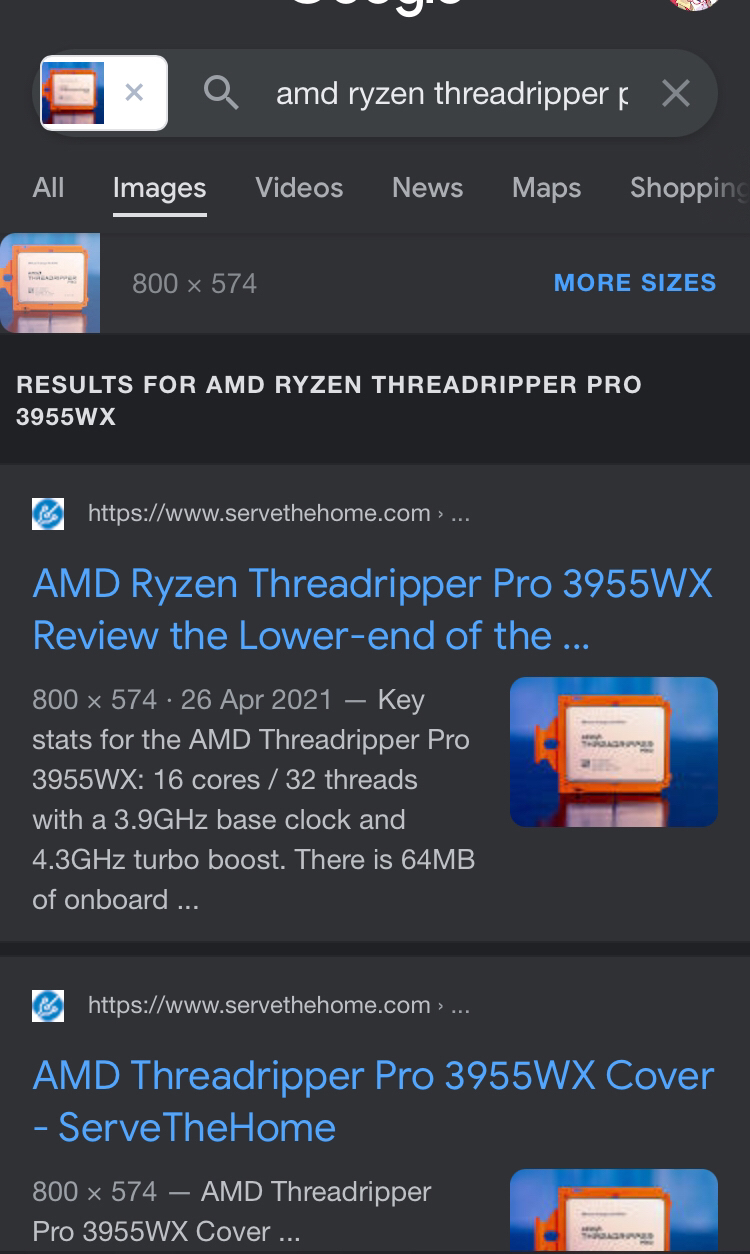 Google
amd ryzen threadripper p
All Images Videos News Maps Shopping
800 × 574 MORE SIZES
RESULTS FOR AMD RYZEN THREADRIPPER PRO
3955WX
https://www.servethehome.com › ...
AMD Ryzen Threadripper Pro 3955WX
Review the Lower-end of the ...
800 × 574 · 26 Apr 2021 — Key
stats for the AMD Threadripper Pro
3955WX: 16 cores / 32 threads
with a 3.9GHz base clock and
4.3GHz turbo boost. There is 64MB
of onboard ...
https://www.servethehome.com › ...
AMD Threadripper Pro 3955WX Cover
- ServeTheHome
800 × 574 — AMD Threadripper
Pro 3955WX Cover ...